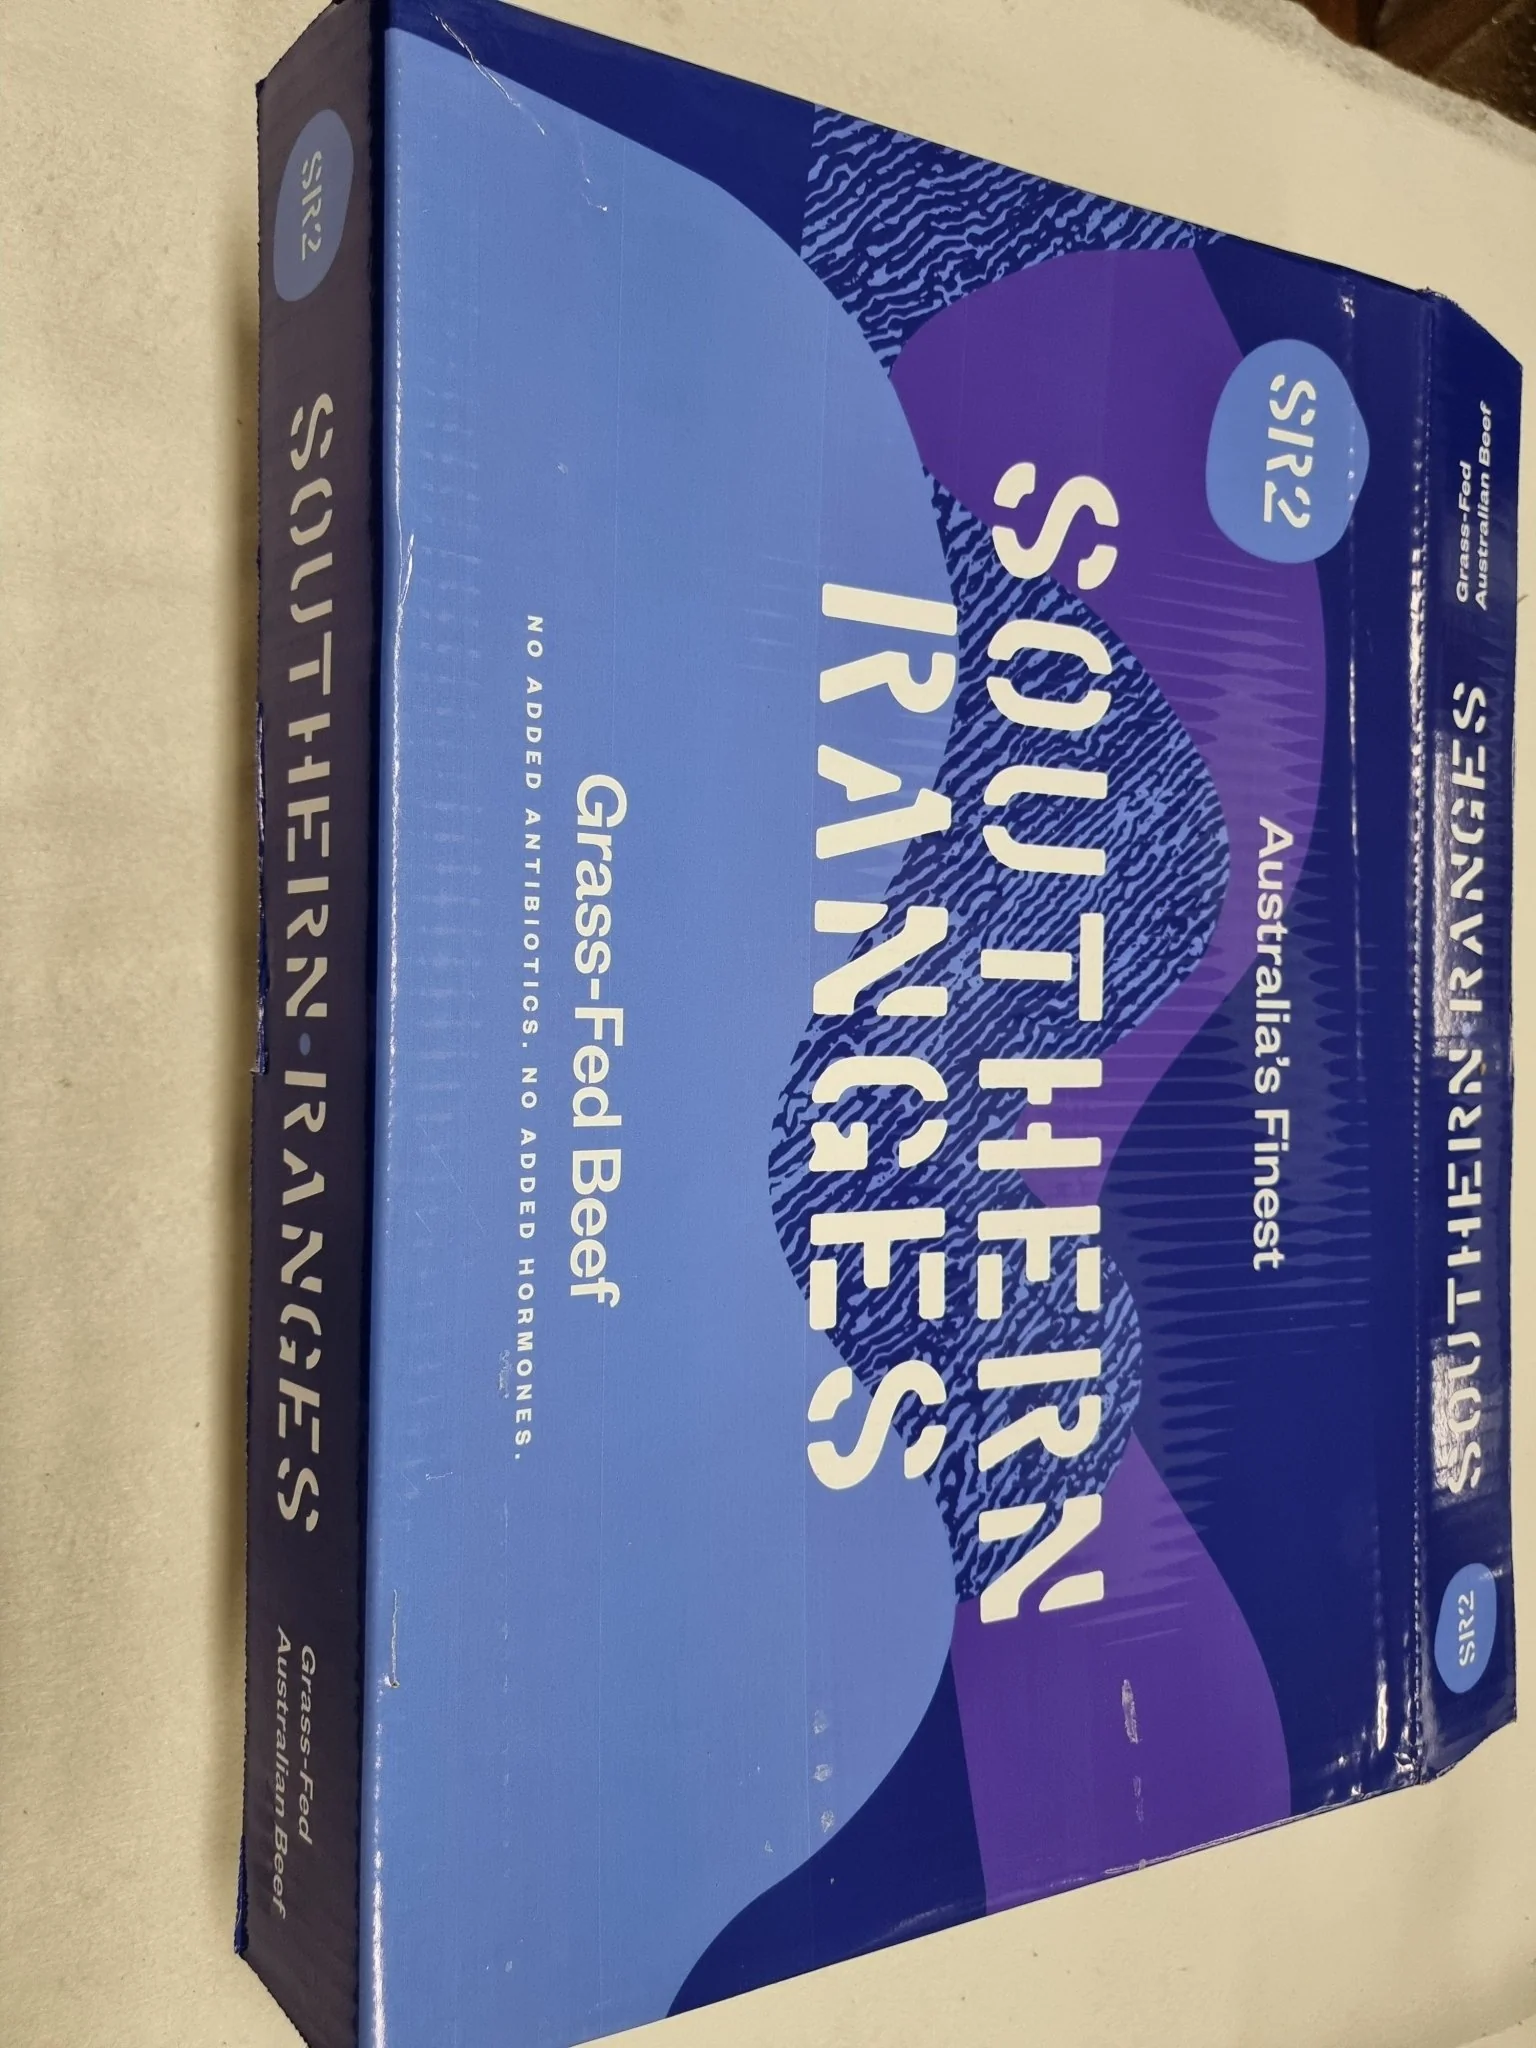 SR2
Australia's Finest
SOUTHERN
RANGES
Grass-Fed Beef
NO ADDED ANTIBIOTICS. NO ADDED HORMONES.
SR2
SOUTHERN·RANGES
Grass-Fed
Australian Beef
Grass-Fed
Australian Beef
SOUTHERN·RANGES
SR2